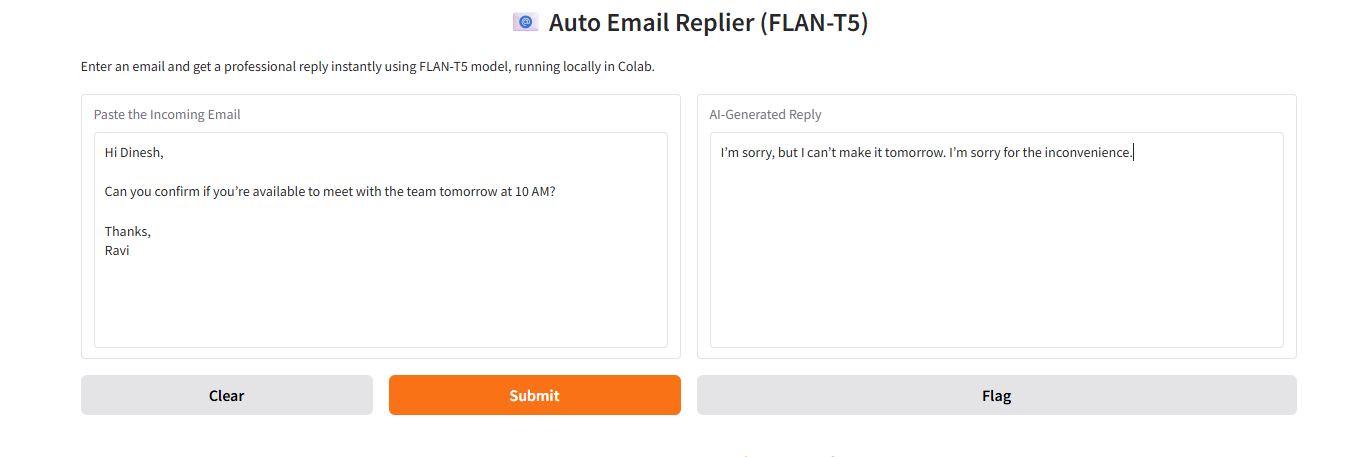 Auto Email Replier (FLAN-T5)
Enter an email and get a professional reply instantly using FLAN-T5 model, running locally in Colab.
Paste the Incoming Email
Hi Dinesh,
Can you confirm if you’re available to meet with the team tomorrow at 10 AM?
Thanks,
Ravi
AI-Generated Reply
I’m sorry, but I can’t make it tomorrow. I’m sorry for the inconvenience.
Clear
Submit
Flag